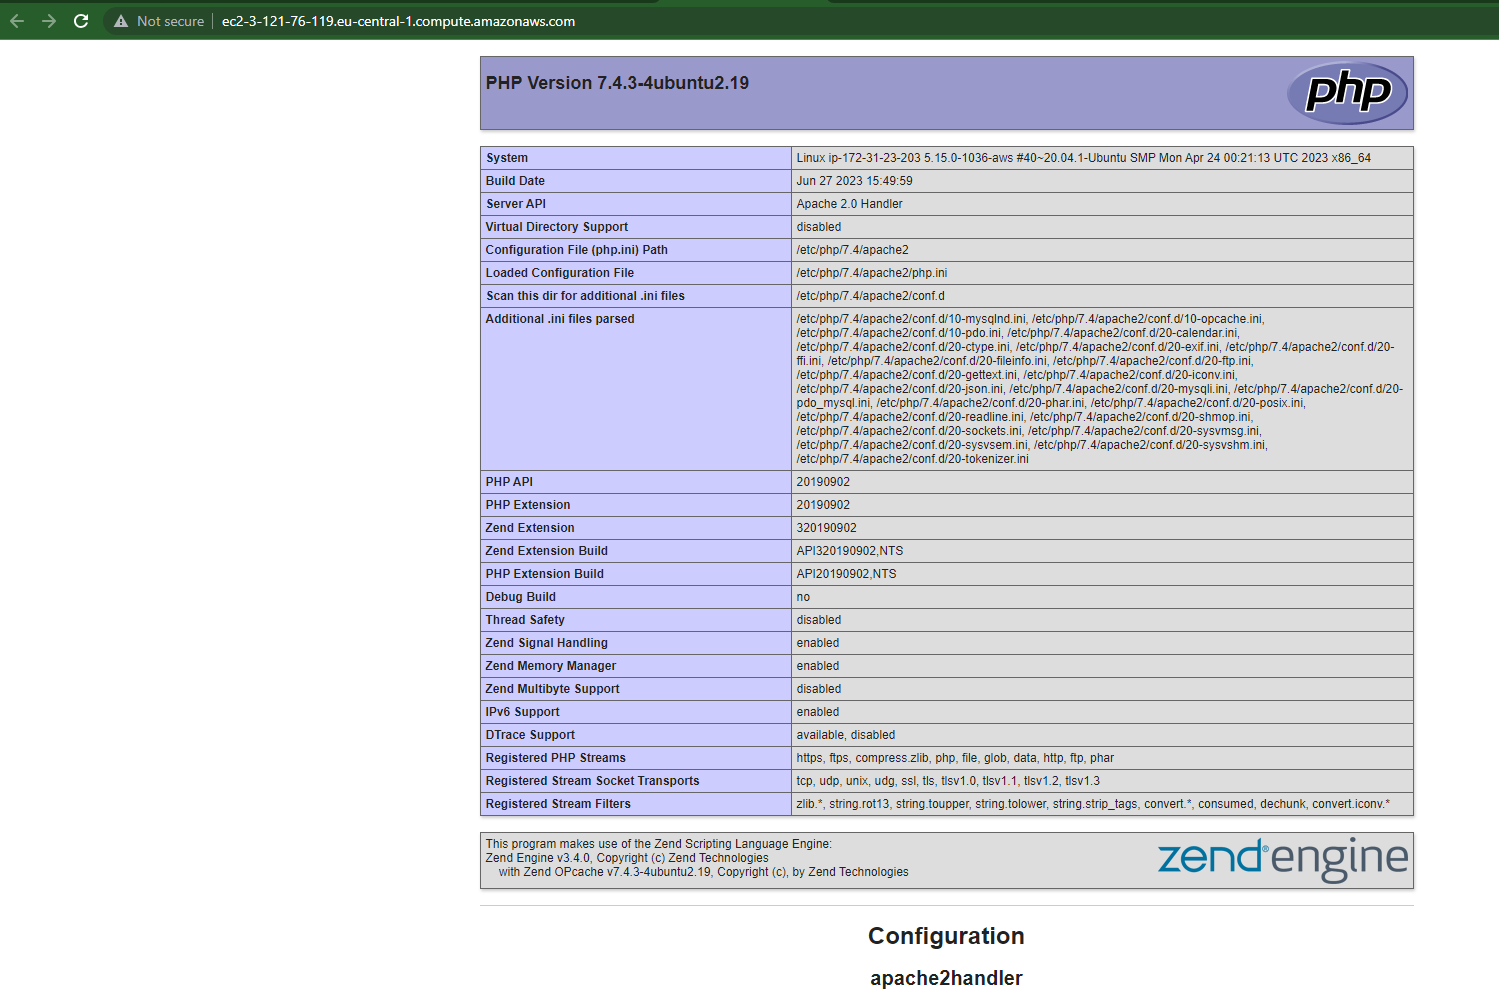 Not secure | ec2-3-121-76-119.eu-central-1.compute.amazonaws.com
PHP Version 7.4.3-4ubuntu2.19
php
System Linux ip-172-31-23-203 5.15.0-1036-aws #40~20.04.1-Ubuntu SMP Mon Apr 24 00:21:13 UTC 2023 x86_64
Build Date Jun 27 2023 15:49:59
Server API Apache 2.0 Handler
Virtual Directory Support disabled
Configuration File (php.ini) Path /etc/php/7.4/apache2
Loaded Configuration File /etc/php/7.4/apache2/php.ini
Scan this dir for additional .ini files /etc/php/7.4/apache2/conf.d
Additional .ini files parsed /etc/php/7.4/apache2/conf.d/10-mysqlnd.ini, /etc/php/7.4/apache2/conf.d/10-opcache.ini,
/etc/php/7.4/apache2/conf.d/10-pdo.ini, /etc/php/7.4/apache2/conf.d/20-calendar.ini,
/etc/php/7.4/apache2/conf.d/20-ctype.ini, /etc/php/7.4/apache2/conf.d/20-exif.ini, /etc/php/7.4/apache2/conf.d/20-
ffi.ini, /etc/php/7.4/apache2/conf.d/20-fileinfo.ini, /etc/php/7.4/apache2/conf.d/20-ftp.ini,
/etc/php/7.4/apache2/conf.d/20-gettext.ini, /etc/php/7.4/apache2/conf.d/20-iconv.ini,
/etc/php/7.4/apache2/conf.d/20-json.ini, /etc/php/7.4/apache2/conf.d/20-mysqli.ini, /etc/php/7.4/apache2/conf.d/20-
pdo_mysql.ini, /etc/php/7.4/apache2/conf.d/20-phar.ini, /etc/php/7.4/apache2/conf.d/20-posix.ini,
/etc/php/7.4/apache2/conf.d/20-readline.ini, /etc/php/7.4/apache2/conf.d/20-shmop.ini,
/etc/php/7.4/apache2/conf.d/20-sockets.ini, /etc/php/7.4/apache2/conf.d/20-sysvmsg.ini,
/etc/php/7.4/apache2/conf.d/20-sysvsem.ini, /etc/php/7.4/apache2/conf.d/20-sysvshm.ini,
/etc/php/7.4/apache2/conf.d/20-tokenizer.ini
PHP API 20190902
PHP Extension 20190902
Zend Extension 320190902
Zend Extension Build API320190902,NTS
PHP Extension Build API20190902,NTS
Debug Build no
Thread Safety disabled
Zend Signal Handling enabled
Zend Memory Manager enabled
Zend Multibyte Support disabled
IPv6 Support enabled
DTrace Support available, disabled
Registered PHP Streams https, ftps, compress.zlib, php, file, glob, data, http, ftp, phar
Registered Stream Socket Transports tcp, udp, unix, udg, ssl, tls, tlsv1.0, tlsv1.1, tlsv1.2, tlsv1.3
Registered Stream Filters zlib.*, string.rot13, string.toupper, string.tolower, string.strip_tags, convert.*, consumed, dechunk, convert.iconv.*
This program makes use of the Zend Scripting Language Engine:
Zend Engine v3.4.0, Copyright (c) Zend Technologies
with Zend OPcache v7.4.3-4ubuntu2.19, Copyright (c), by Zend Technologies
zend® engine
Configuration
apache2handler